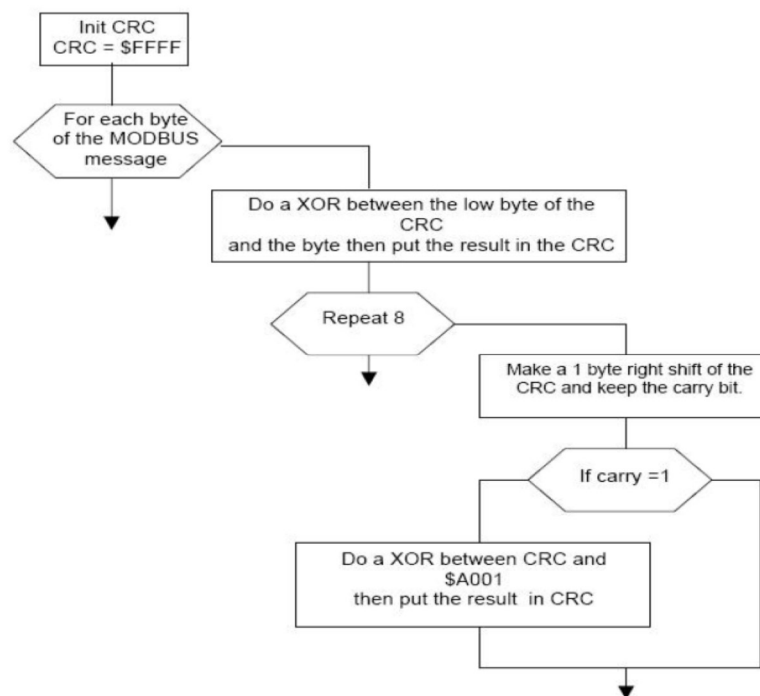 Init CRC
CRC = $FFFF
For each byte
of the MODBUS
message
Do a XOR between the low byte of the
CRC
and the byte then put the result in the CRC
Repeat 8
Make a 1 byte right shift of the
CRC and keep the carry bit.
If carry =1
Do a XOR between CRC and
$A001
then put the result in CRC